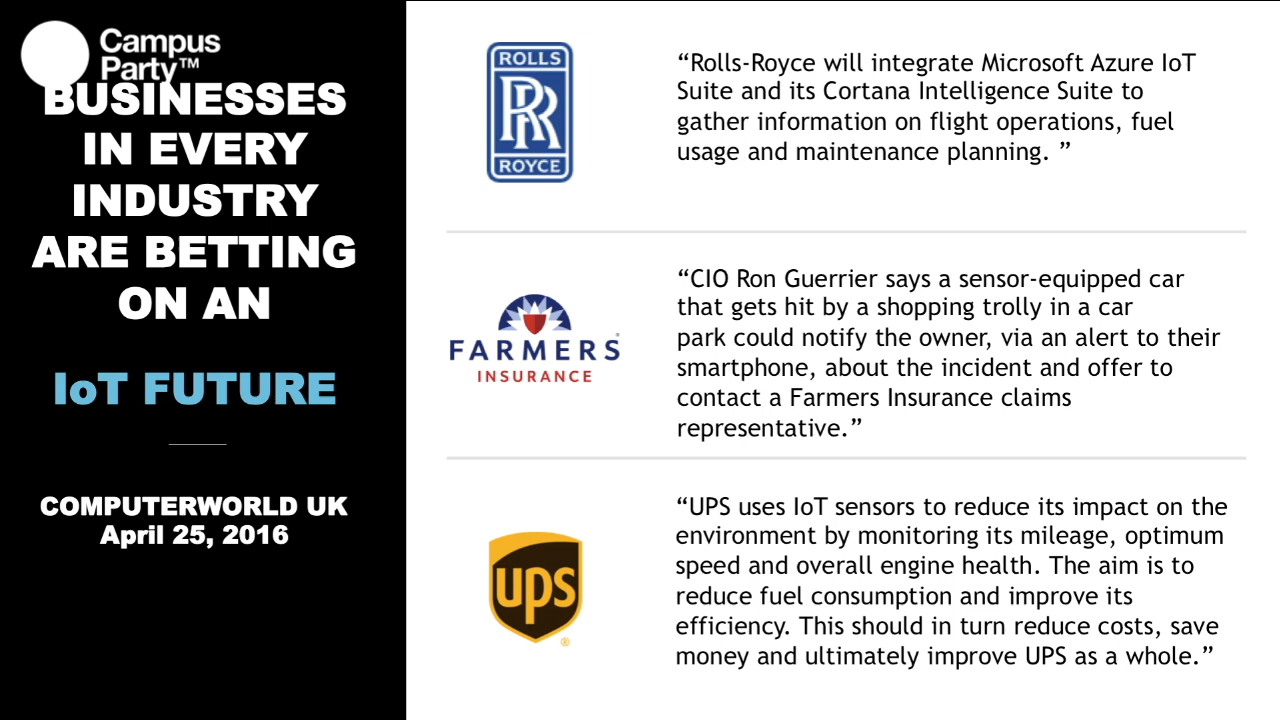 Campus
Party™
BUSINESSES
IN EVERY
INDUSTRY
ARE BETTING
ON AN
IoT FUTURE
COMPUTERWORLD UK
April 25, 2016
ROLLS
RR
ROYCE
“Rolls-Royce will integrate Microsoft Azure IoT
Suite and its Cortana Intelligence Suite to
gather information on flight operations, fuel
usage and maintenance planning. ”
FARMERS®
INSURANCE
“CIO Ron Guerrier says a sensor-equipped car
that gets hit by a shopping trolly in a car
park could notify the owner, via an alert to their
smartphone, about the incident and offer to
contact a Farmers Insurance claims
representative.”
ups
®
“UPS uses IoT sensors to reduce its impact on the
environment by monitoring its mileage, optimum
speed and overall engine health. The aim is to
reduce fuel consumption and improve its
efficiency. This should in turn reduce costs, save
money and ultimately improve UPS as a whole.”